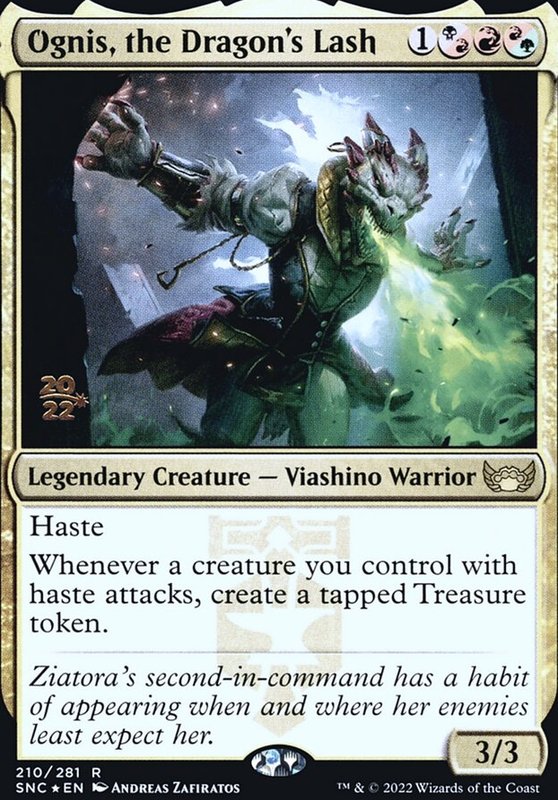 Ognis, the Dragon's Lash 1
20
22
Legendary Creature — Viashino Warrior
Haste
Whenever a creature you control with
haste attacks, create a tapped Treasure
token.
Ziatora's second-in-command has a habit
of appearing when and where her enemies
least expect her.
3/3
210/281 R
SNC ★ EN Andreas Zafiratos
™ & © 2022 Wizards of the Coast